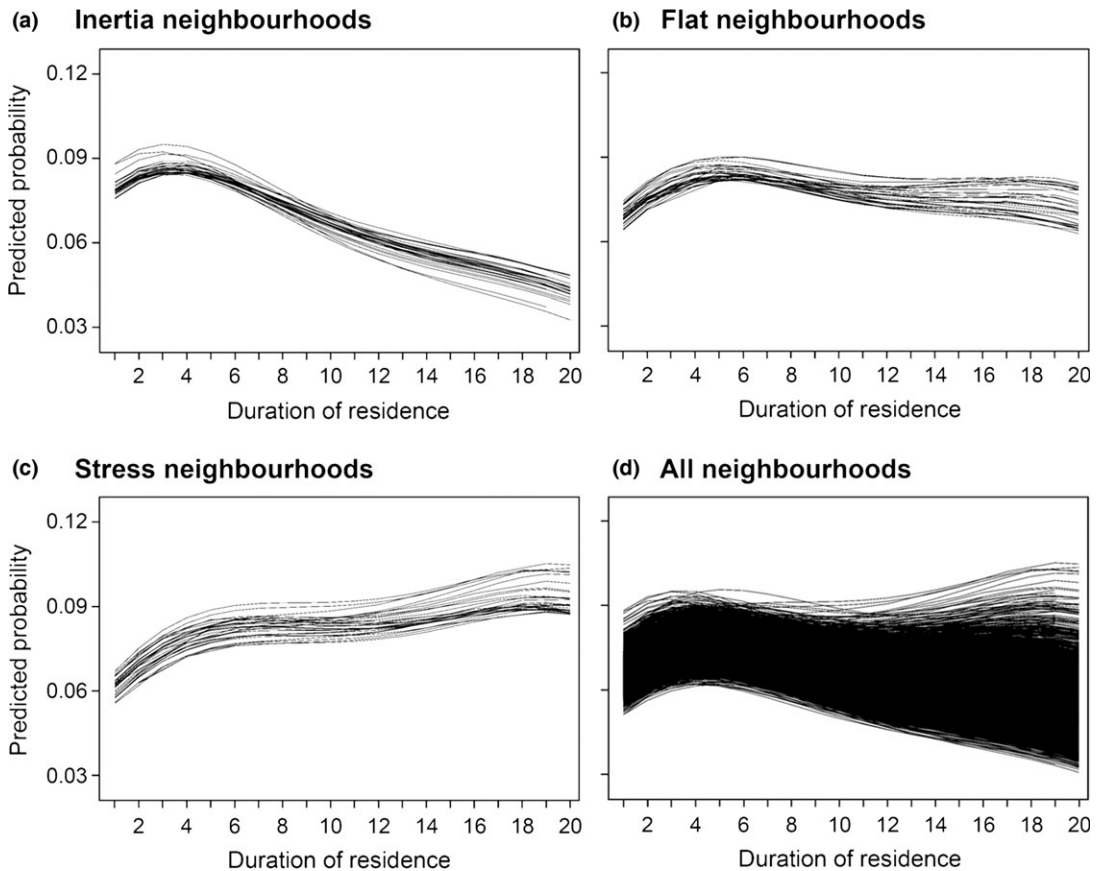 (a) Inertia neighbourhoods
Predicted probability
0.12
0.09
0.06
0.03
2 4 6 8 10 12 14 16 18 20
Duration of residence
(b) Flat neighbourhoods
2 4 6 8 10 12 14 16 18 20
Duration of residence
(c) Stress neighbourhoods
Predicted probability
0.12
0.09
0.06
0.03
2 4 6 8 10 12 14 16 18 20
Duration of residence
(d) All neighbourhoods
2 4 6 8 10 12 14 16 18 20
Duration of residence